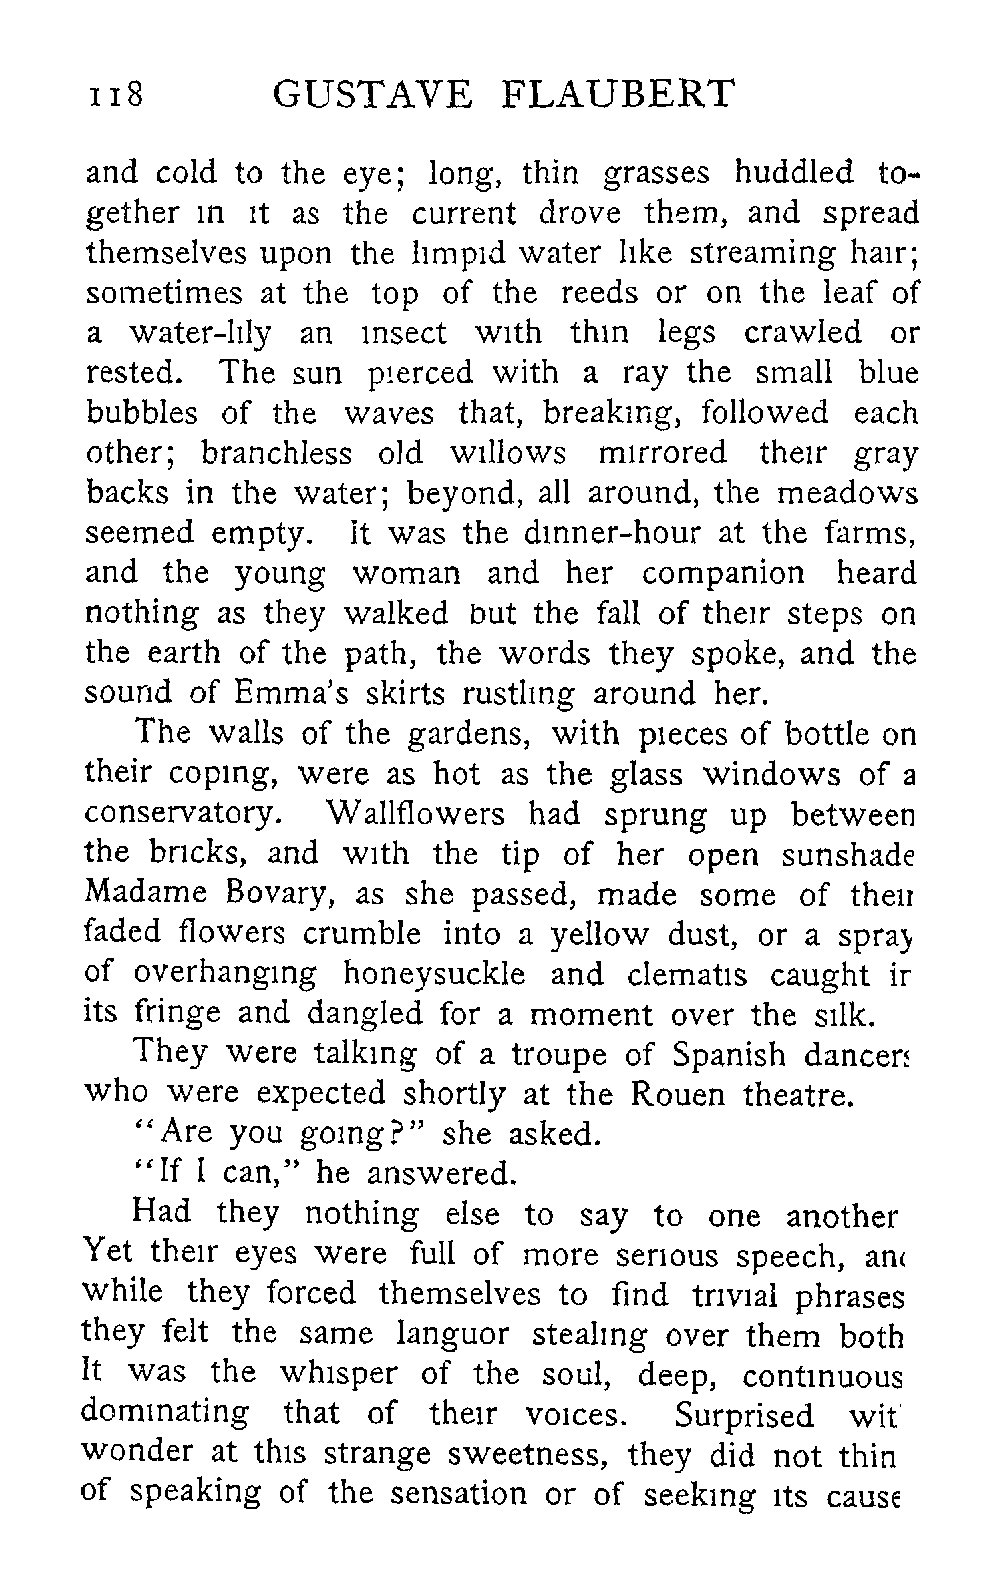 118 GUSTAVE FLAUBERT
and cold to the eye; long, thin grasses huddled to-
gether in it as the current drove them, and spread
themselves upon the limpid water like streaming hair;
sometimes at the top of the reeds or on the leaf of
a water-lily an insect with thin legs crawled or
rested. The sun pierced with a ray the small blue
bubbles of the waves that, breaking, followed each
other; branchless old willows mirrored their gray
backs in the water; beyond, all around, the meadows
seemed empty. It was the dinner-hour at the farms,
and the young woman and her companion heard
nothing as they walked but the fall of their steps on
the earth of the path, the words they spoke, and the
sound of Emma's skirts rustling around her.
The walls of the gardens, with pieces of bottle on
their coping, were as hot as the glass windows of a
conservatory. Wallflowers had sprung up between
the bricks, and with the tip of her open sunshade
Madame Bovary, as she passed, made some of their
faded flowers crumble into a yellow dust, or a spray
of overhanging honeysuckle and clematis caught in
its fringe and dangled for a moment over the silk.
They were talking of a troupe of Spanish dancers
who were expected shortly at the Rouen theatre.
"Are you going?" she asked.
"If I can," he answered.
Had they nothing else to say to one another
Yet their eyes were full of more serious speech, an
while they forced themselves to find trivial phrases
they felt the same languor stealing over them both
It was the whisper of the soul, deep, continuous
dominating that of their voices. Surprised wit
wonder at this strange sweetness, they did not thin
of speaking of the sensation or of seeking its cause